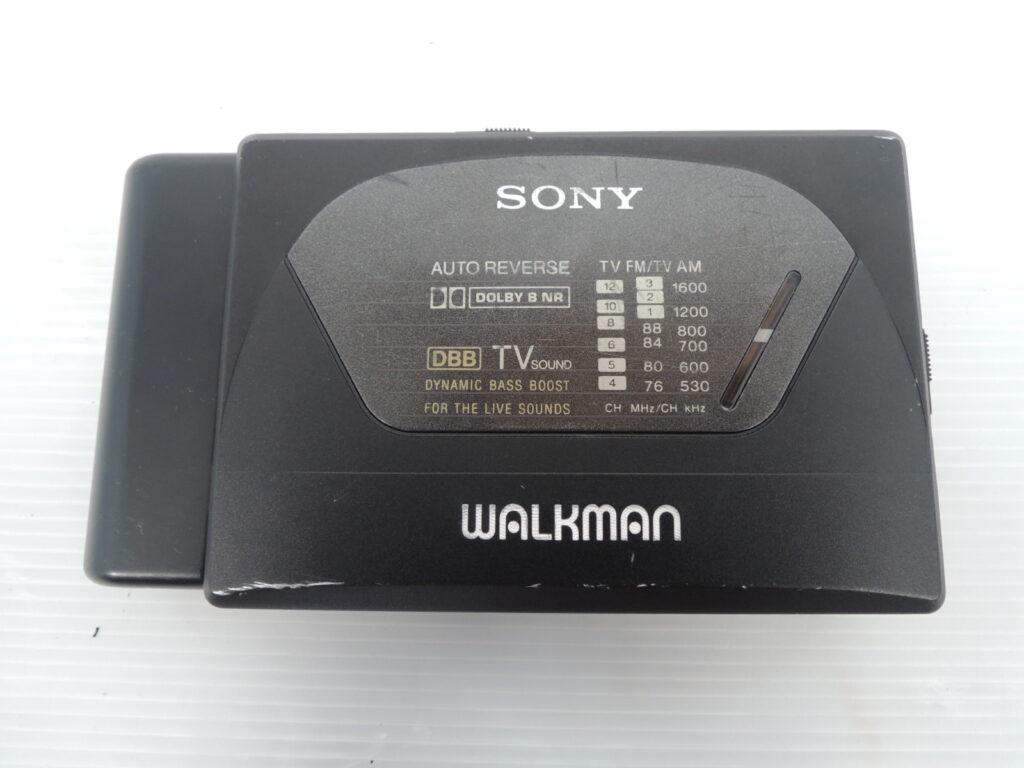 SONY
AUTO REVERSE
DOLBY B NR
DBB TV SOUND
DYNAMIC BASS BOOST
FOR THE LIVE SOUNDS
TV FM/TV AM
12 3 1600
2
10 1 1200
8 88 800
6 84 700
5 80 600
4 76 530
CH MHz/CH kHz
WALKMAN